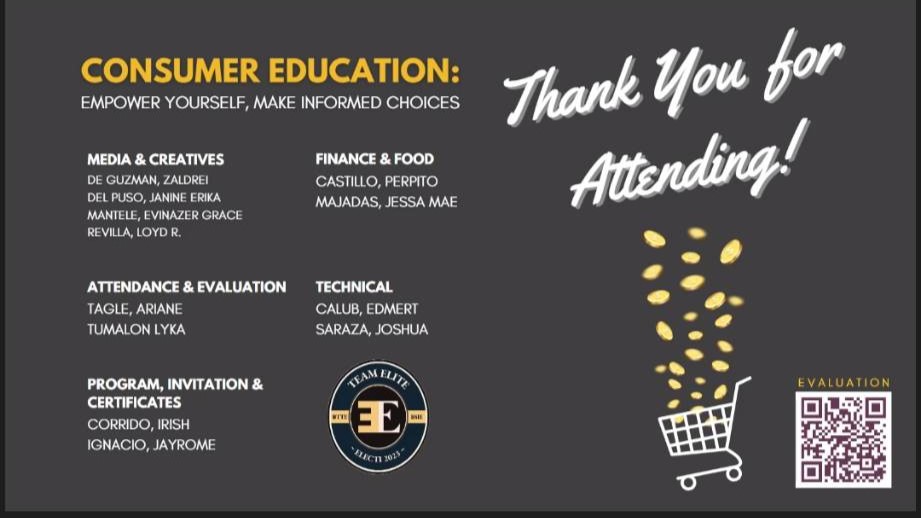 CONSUMER EDUCATION:
EMPOWER YOURSELF, MAKE INFORMED CHOICES
MEDIA & CREATIVES
DE GUZMAN, ZALDREI
DEL PUSO, JANINE ERIKA
MANTELE, EVINAZER GRACE
REVILLA, LOYD R.
FINANCE & FOOD
CASTILLO, PERPITO
MAJADAS, JESSA MAE
ATTENDANCE & EVALUATION
TAGLE, ARIANE
TUMALON LYKA
TECHNICAL
CALUB, EDMERT
SARAZA, JOSHUA
PROGRAM, INVITATION &
CERTIFICATES
CORRIDO, IRISH
IGNACIO, JAYROME
TEAM ELITE
EE
Thank You for
Attending!
EVALUATION